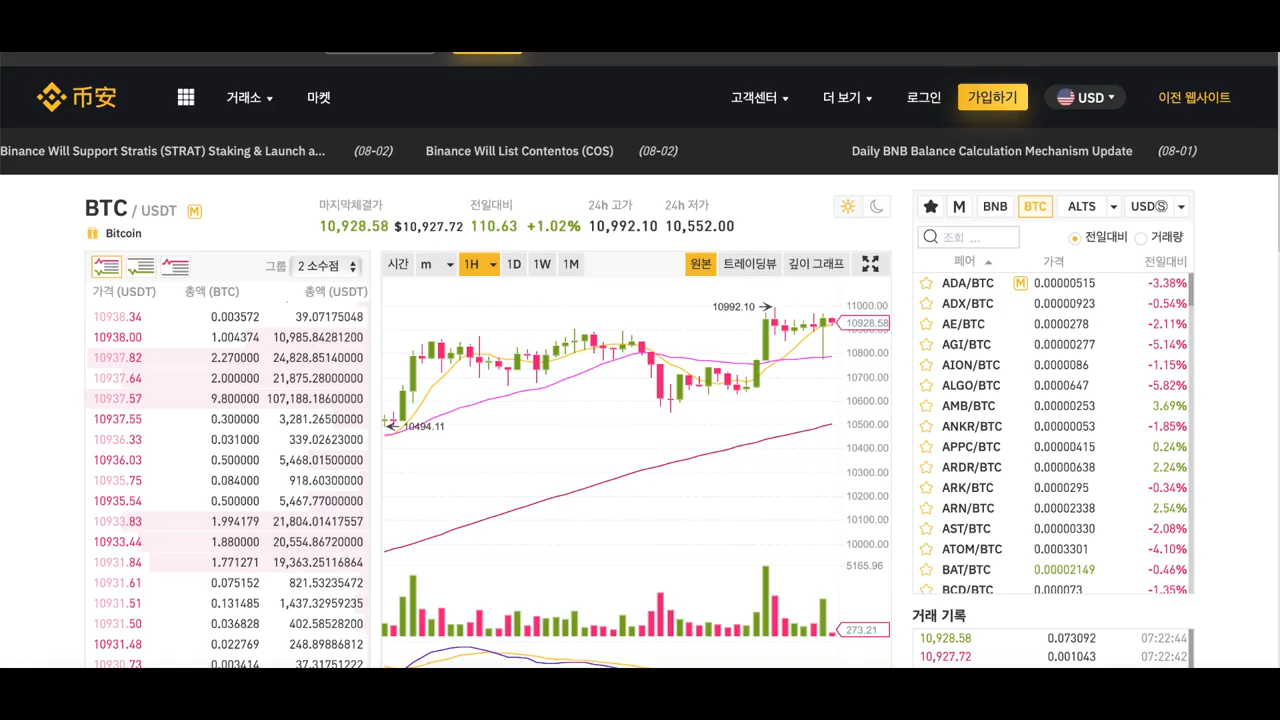 币安 거래소 마켓 고객센터 더 보기 로그인 가입하기 USD 이전 웹사이트
Binance Will Support Stratis (STRAT) Staking & Launch a... (08-02) Binance Will List Contentos (COS) (08-02) Daily BNB Balance Calculation Mechanism Update (08-01)
BTC / USDT M
Bitcoin
마지막체결가 전일대비 24h 고가 24h 저가
10,928.58 $10,927.72 110.63 +1.02% 10,992.10 10,552.00
그룹 2 소수점
가격 (USDT) 총액 (BTC) 총액 (USDT)
10938.34 0.003572 39.07175048
10938.00 1.004374 10,985.84281200
10937.82 2.270000 24,828.85140000
10937.64 2.000000 21,875.28000000
10937.57 9.800000 107,188.18600000
10937.55 0.300000 3,281.26500000
10936.33 0.031000 339.02623000
10936.03 0.500000 5,468.01500000
10935.75 0.084000 918.60300000
10935.54 0.500000 5,467.77000000
10933.83 1.994179 21,804.01417557
10933.44 1.880000 20,554.86720000
10931.84 1.771271 19,363.25116864
10931.61 0.075152 821.53235472
10931.51 0.131485 1,437.32959235
10931.50 0.036828 402.58528200
10931.48 0.022769 248.89886812
10930.73 0.003414 37.31751222
시간 m 1H 1D 1W 1M 원본 트레이딩뷰 깊이 그래프
10992.10
10494.11
11000.00
10928.58
10800.00
10700.00
10600.00
10500.00
10400.00
10300.00
10200.00
10100.00
10000.00
5165.96
273.21
M BNB BTC ALTS USDⓈ
조회 ... 전일대비 거래량
페어 가격 전일대비
ADA/BTC M 0.00000515 -3.38%
ADX/BTC 0.00000923 -0.54%
AE/BTC 0.0000278 -2.11%
AGI/BTC 0.00000277 -5.14%
AION/BTC 0.0000086 -1.15%
ALGO/BTC 0.0000647 -5.82%
AMB/BTC 0.00000253 3.69%
ANKR/BTC 0.00000053 -1.85%
APPC/BTC 0.00000415 0.24%
ARDR/BTC 0.00000638 2.24%
ARK/BTC 0.0000295 -0.34%
ARN/BTC 0.00002338 2.54%
AST/BTC 0.00000330 -2.08%
ATOM/BTC 0.0003301 -4.10%
BAT/BTC 0.00002149 -0.46%
BCD/BTC 0.000073 -1.35%
거래 기록
10,928.58 0.073092 07:22:44
10,927.72 0.001043 07:22:42